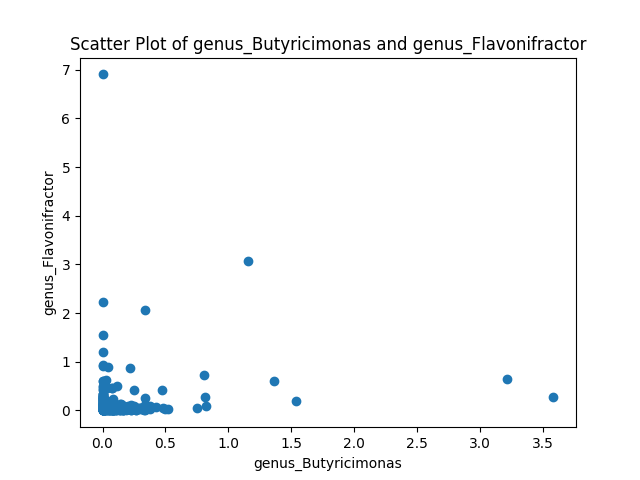 Scatter Plot of genus_Butyricimonas and genus_Flavonifractor
7
6
5
4
3
2
1
0
genus_Flavonifractor
0.0 0.5 1.0 1.5 2.0 2.5 3.0 3.5
genus_Butyricimonas